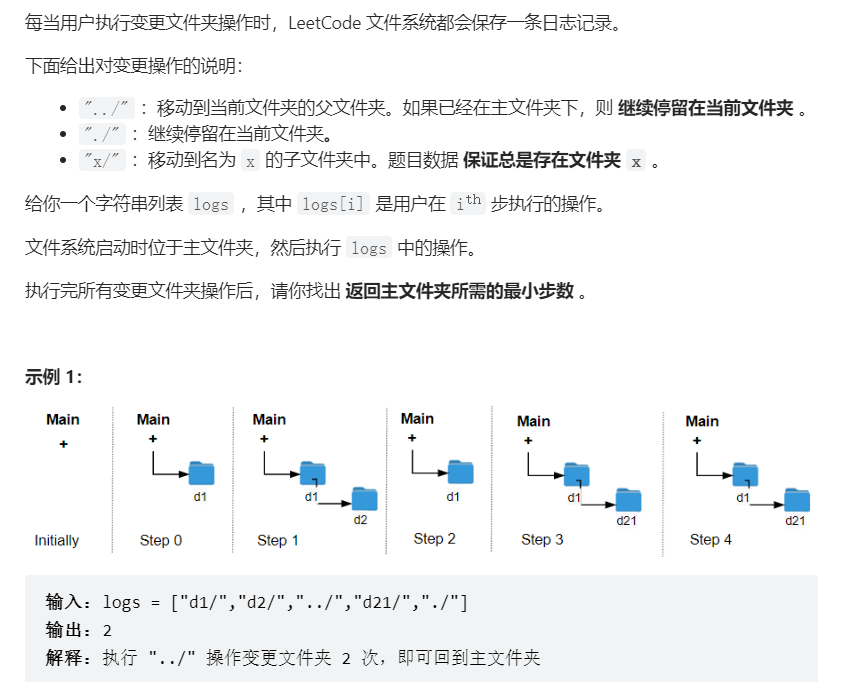 每当用户执行变更文件夹操作时，LeetCode 文件系统都会保存一条日志记录。
下面给出对变更操作的说明：
"../" ：移动到当前文件夹的父文件夹。如果已经在主文件夹下，则 继续停留在当前文件夹 。
"./" ：继续停留在当前文件夹。
"x/" ：移动到名为 x 的子文件夹中。题目数据 保证总是存在文件夹 x 。
给你一个字符串列表 logs ，其中 logs[i] 是用户在 iᵗʰ 步执行的操作。
文件系统启动时位于主文件夹，然后执行 logs 中的操作。
执行完所有变更文件夹操作后，请你找出 返回主文件夹所需的最小步数 。
示例 1：
Main Main Main Main Main Main
+ + + + + +
d1 d1 d1 d1 d1
d2 d21 d21
Initially Step 0 Step 1 Step 2 Step 3 Step 4
输入：logs = ["d1/","d2/","../","d21/","./"]
输出：2
解释：执行 "../" 操作变更文件夹 2 次，即可回到主文件夹